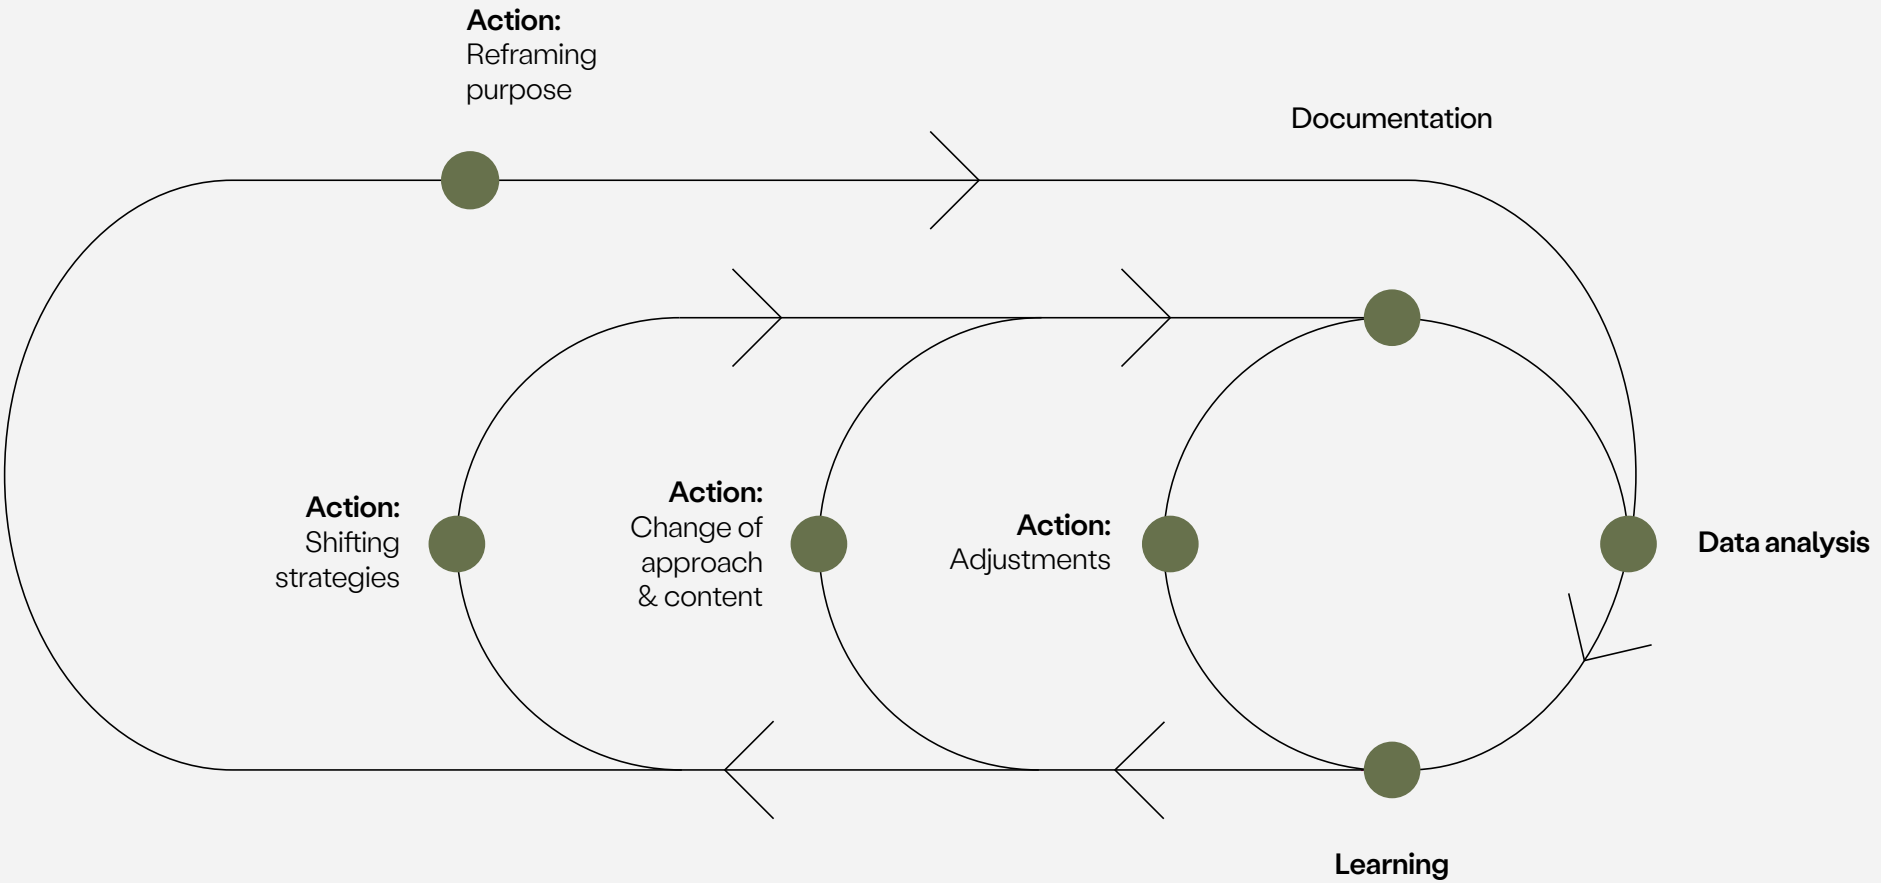 Action:
Reframing
purpose
Documentation
Action:
Shifting
strategies
Action:
Change of
approach
& content
Action:
Adjustments
Data analysis
Learning